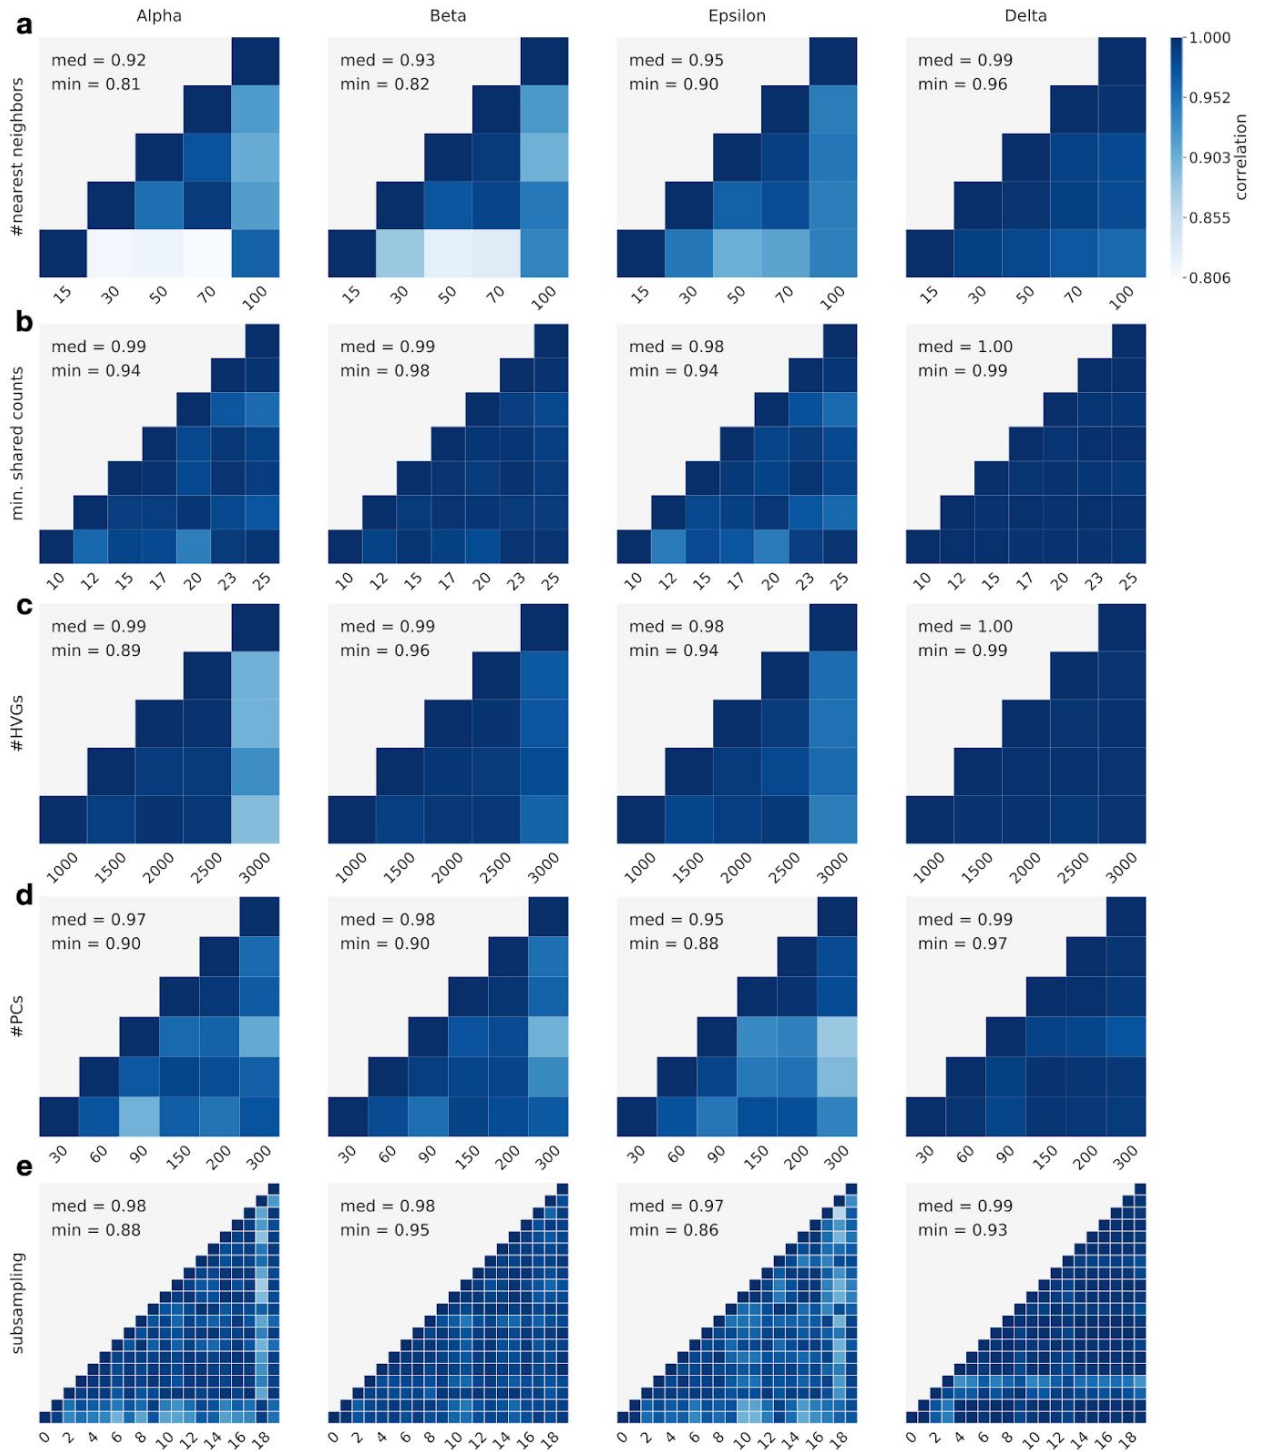 a
Alpha
Beta
Epsilon
Delta
#nearest neighbors
med = 0.92
min = 0.81
med = 0.93
min = 0.82
med = 0.95
min = 0.90
med = 0.99
min = 0.96
1.000
0.952
0.903
0.855
0.806
correlation
15 30 50 70 100
15 30 50 70 100
15 30 50 70 100
15 30 50 70 100
b
min. shared counts
med = 0.99
min = 0.94
med = 0.99
min = 0.98
med = 0.98
min = 0.94
med = 1.00
min = 0.99
10 12 15 17 20 23 25
10 12 15 17 20 23 25
10 12 15 17 20 23 25
10 12 15 17 20 23 25
c
#HVGs
med = 0.99
min = 0.89
med = 0.99
min = 0.96
med = 0.98
min = 0.94
med = 1.00
min = 0.99
1000 1500 2000 2500 3000
1000 1500 2000 2500 3000
1000 1500 2000 2500 3000
1000 1500 2000 2500 3000
d
#PCs
med = 0.97
min = 0.90
med = 0.98
min = 0.90
med = 0.95
min = 0.88
med = 0.99
min = 0.97
30 60 90 150 200 300
30 60 90 150 200 300
30 60 90 150 200 300
30 60 90 150 200 300
e
subsampling
med = 0.98
min = 0.88
med = 0.98
min = 0.95
med = 0.97
min = 0.86
med = 0.99
min = 0.93
0 2 4 6 8 10 12 14 16 18
0 2 4 6 8 10 12 14 16 18
0 2 4 6 8 10 12 14 16 18
0 2 4 6 8 10 12 14 16 18